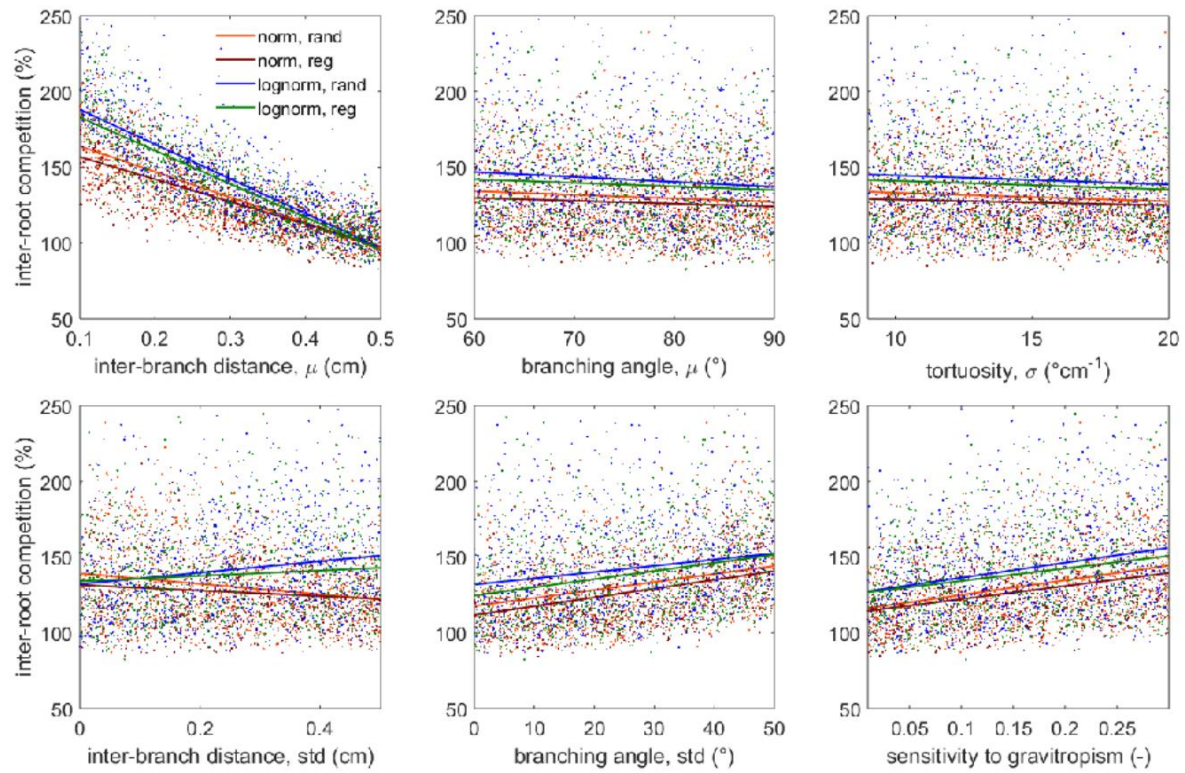 inter-root competition (%)
250
200
150
100
50
norm, rand
norm, reg
lognorm, rand
lognorm, reg
0.1 0.2 0.3 0.4 0.5
inter-branch distance, μ (cm)
250
200
150
100
50
60 70 80 90
branching angle, μ (°)
250
200
150
100
50
10 15 20
tortuosity, σ (°cm⁻¹)
inter-root competition (%)
250
200
150
100
50
0 0.2 0.4
inter-branch distance, std (cm)
250
200
150
100
50
0 10 20 30 40 50
branching angle, std (°)
250
200
150
100
50
0.05 0.1 0.15 0.2 0.25
sensitivity to gravitropism (-)